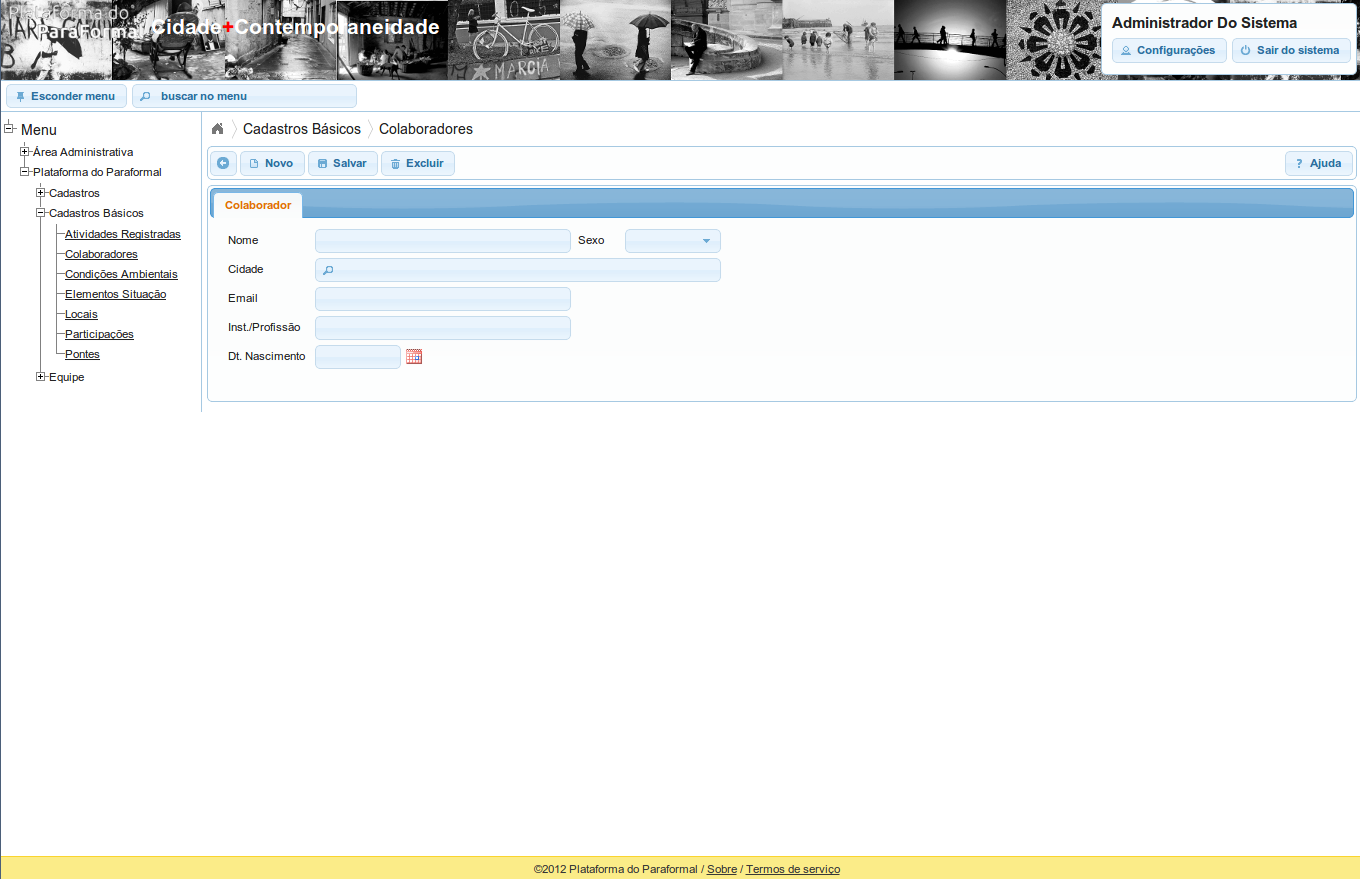 Plataforma do
ParaFormal
/Cidade+Contemporaneidade
MARCIA
Administrador Do Sistema
Configurações
Sair do sistema
Esconder menu
buscar no menu
Menu
Área Administrativa
Plataforma do Paraformal
Cadastros
Cadastros Básicos
Atividades Registradas
Colaboradores
Condições Ambientais
Elementos Situação
Locais
Participações
Pontes
Equipe
Cadastros Básicos
Colaboradores
Novo
Salvar
Excluir
? Ajuda
Colaborador
Nome
Sexo
Cidade
Email
Inst./Profissão
Dt. Nascimento
©2012 Plataforma do Paraformal / Sobre / Termos de serviço